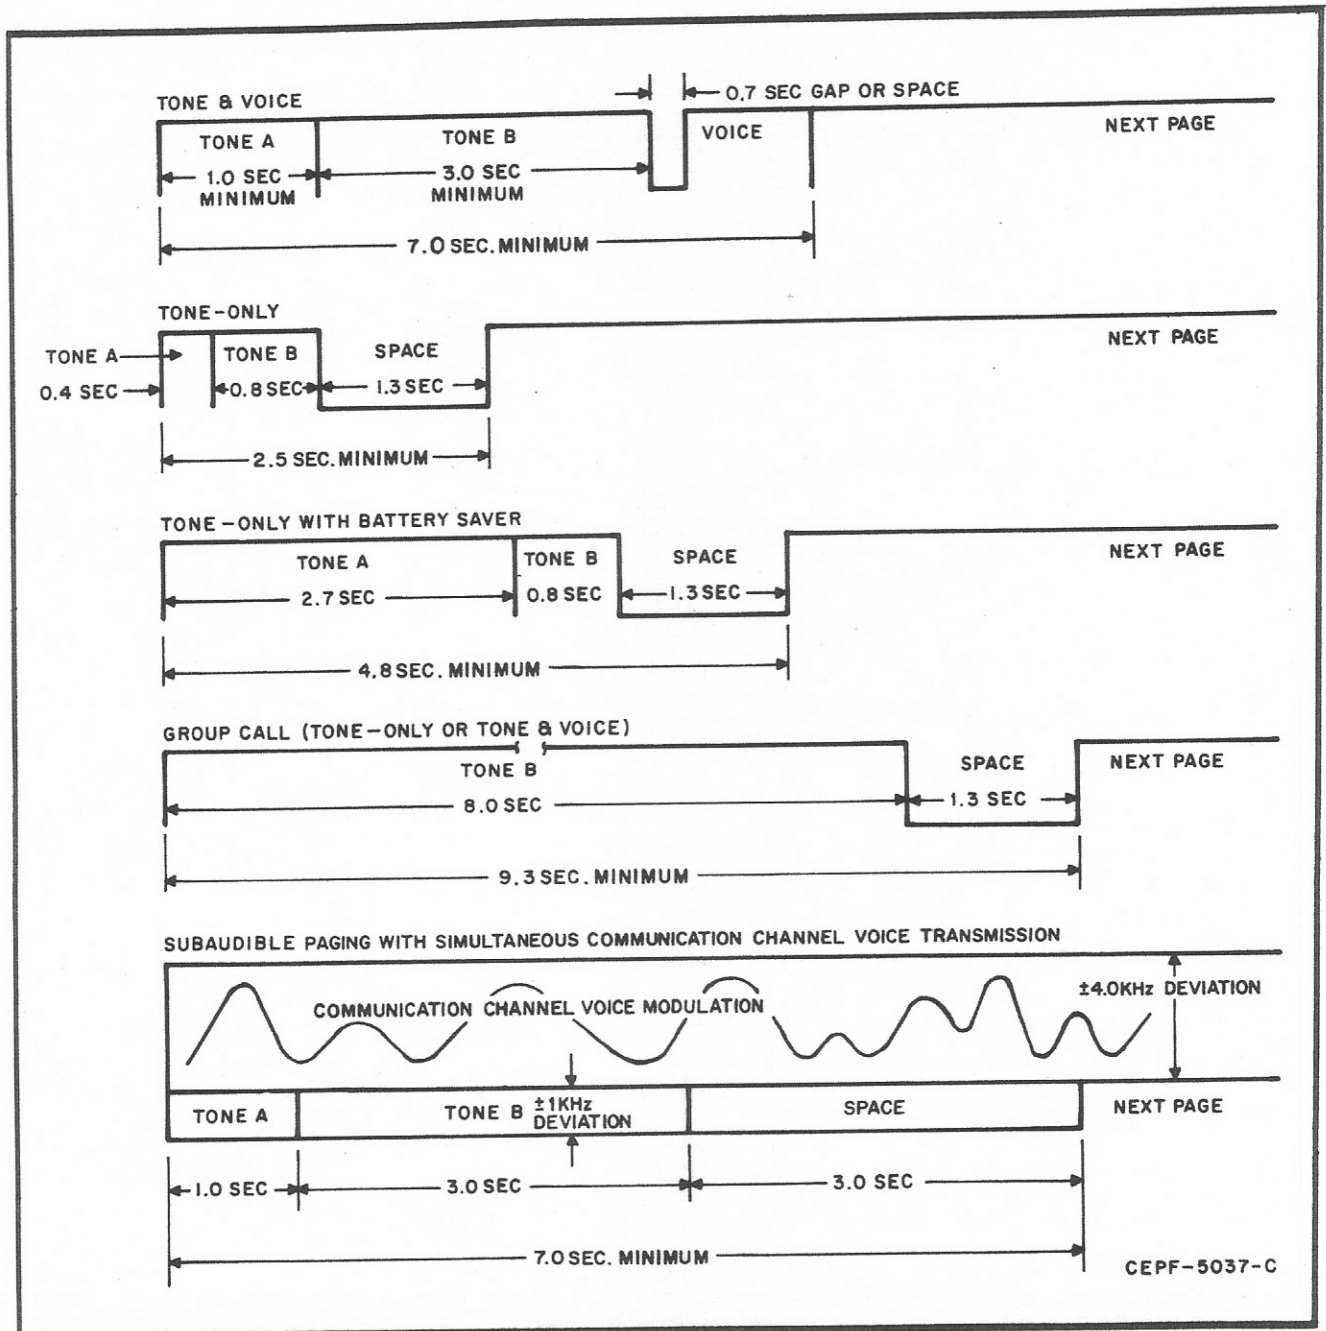 TONE & VOICE
0.7 SEC GAP OR SPACE
TONE A
TONE B
VOICE
NEXT PAGE
1.0 SEC
MINIMUM
3.0 SEC
MINIMUM
7.0 SEC. MINIMUM
TONE-ONLY
TONE A
TONE B
SPACE
NEXT PAGE
0.4 SEC
0.8 SEC
1.3 SEC
2.5 SEC. MINIMUM
TONE-ONLY WITH BATTERY SAVER
TONE A
TONE B
SPACE
NEXT PAGE
2.7 SEC
0.8 SEC
1.3 SEC
4.8 SEC. MINIMUM
GROUP CALL (TONE-ONLY OR TONE & VOICE)
TONE B
SPACE
NEXT PAGE
8.0 SEC
1.3 SEC
9.3 SEC. MINIMUM
SUBAUDIBLE PAGING WITH SIMULTANEOUS COMMUNICATION CHANNEL VOICE TRANSMISSION
COMMUNICATION CHANNEL VOICE MODULATION
±4.0KHz DEVIATION
TONE A
TONE B
±1KHz
DEVIATION
SPACE
NEXT PAGE
1.0 SEC
3.0 SEC
3.0 SEC
7.0 SEC. MINIMUM
CEPF-5037-C